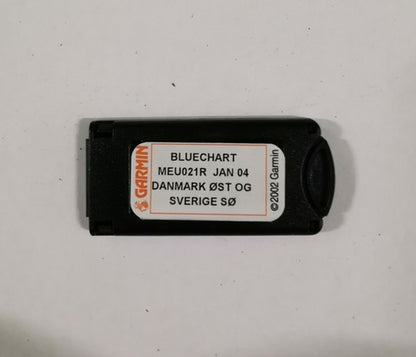 GARMIN
BLUECHART
MEU021R JAN 04
DANMARK ØST OG
SVERIGE SØ
©2002 Garmin